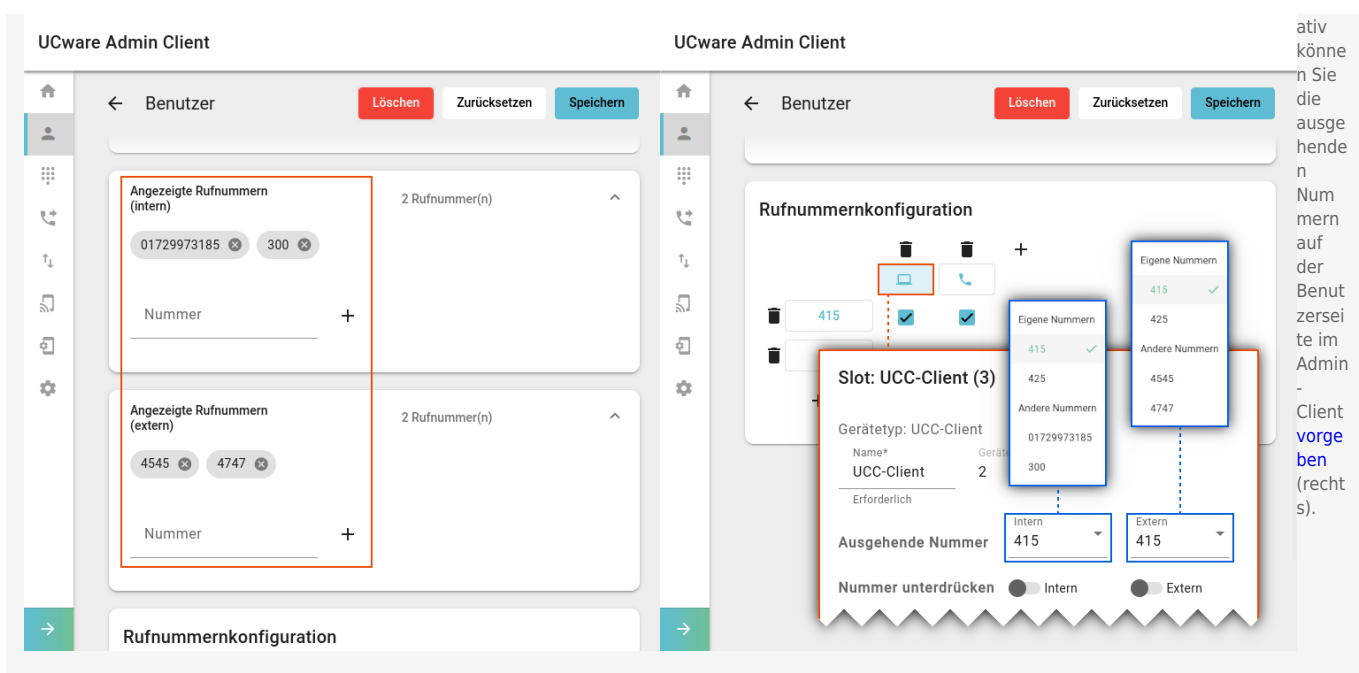 UCware Admin Client
Benutzer
Löschen
Zurücksetzen
Speichern
Angezeigte Rufnummern
(intern)
2 Rufnummer(n)
01729973185
300
Nummer
Angezeigte Rufnummern
(extern)
2 Rufnummer(n)
4545
4747
Nummer
Rufnummernkonfiguration
UCware Admin Client
Benutzer
Löschen
Zurücksetzen
Speichern
Rufnummernkonfiguration
415
Eigene Nummern
415
425
Andere Nummern
4545
4747
Eigene Nummern
415
425
Andere Nummern
01729973185
300
Slot: UCC-Client (3)
Gerätetyp: UCC-Client
Name*
UCC-Client
Erforderlich
2
Ausgehende Nummer
Intern
415
Extern
415
Nummer unterdrücken
Intern
Extern
ativ
könne
n Sie
die
ausge
hende
n
Num
mern
auf
der
Benut
zersei
te im
Admin
-
Client
vorge
ben
(recht
s).